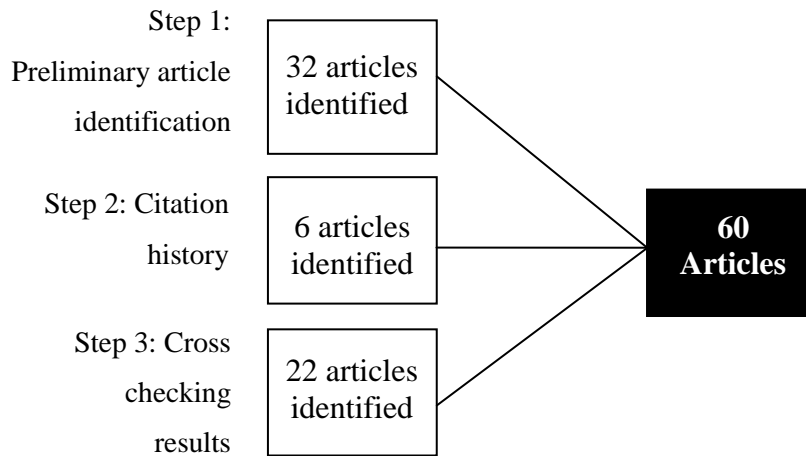 Step 1:
Preliminary article
identification
32 articles
identified
Step 2: Citation
history
6 articles
identified
Step 3: Cross
checking
results
22 articles
identified
60
Articles